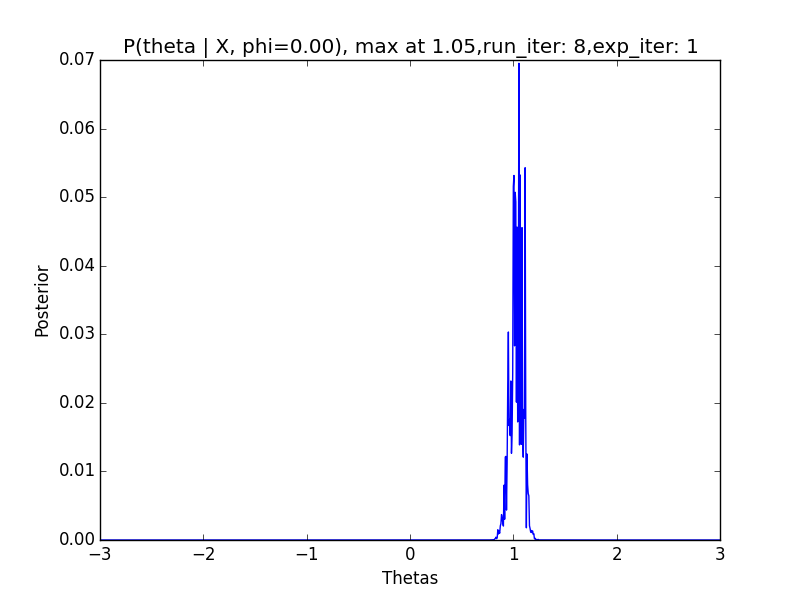 P(theta | X, phi=0.00), max at 1.05,run_iter: 8,exp_iter: 1
0.07
0.06
0.05
0.04
0.03
0.02
0.01
0.00
Posterior
−3 −2 −1 0 1 2 3
Thetas